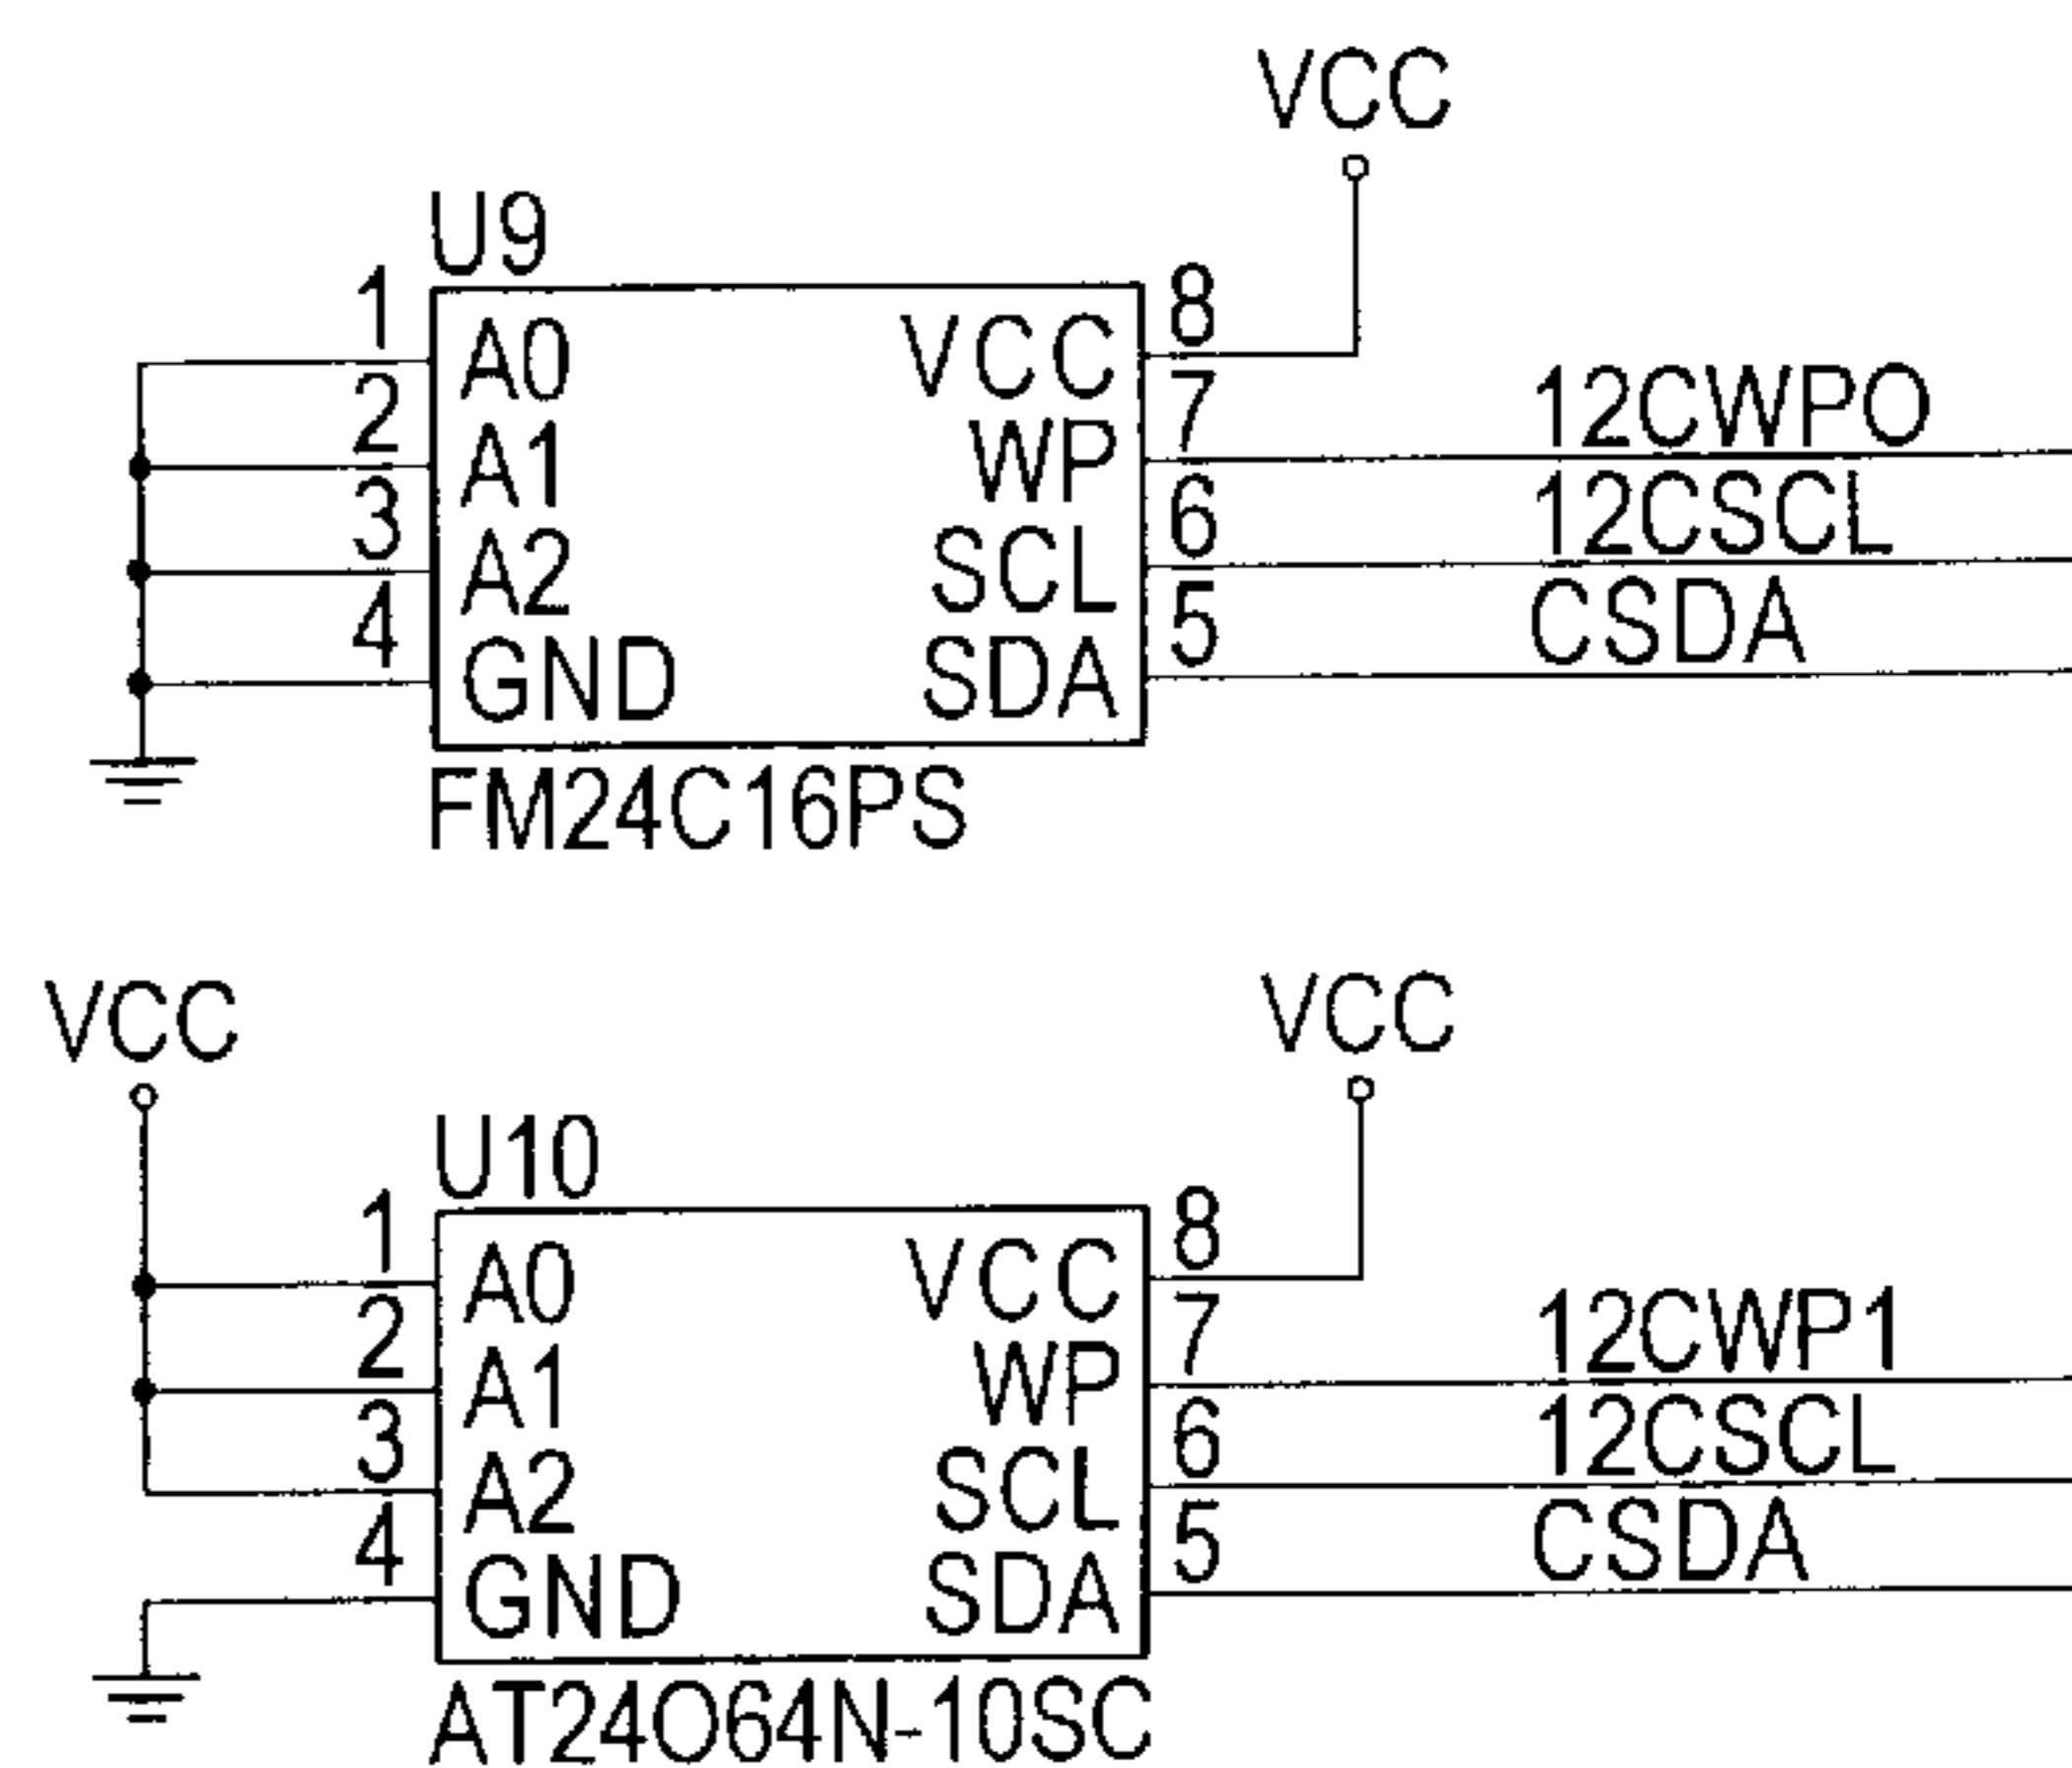 VCC
U9
1 A0 VCC 8
2 A1 WP 7 12CWPO
3 A2 SCL 6 12CSCL
4 GND SDA 5 CSDA
FM24C16PS
VCC VCC
U10
1 A0 VCC 8
2 A1 WP 7 12CWP1
3 A2 SCL 6 12CSCL
4 GND SDA 5 CSDA
AT24O64N-10SC